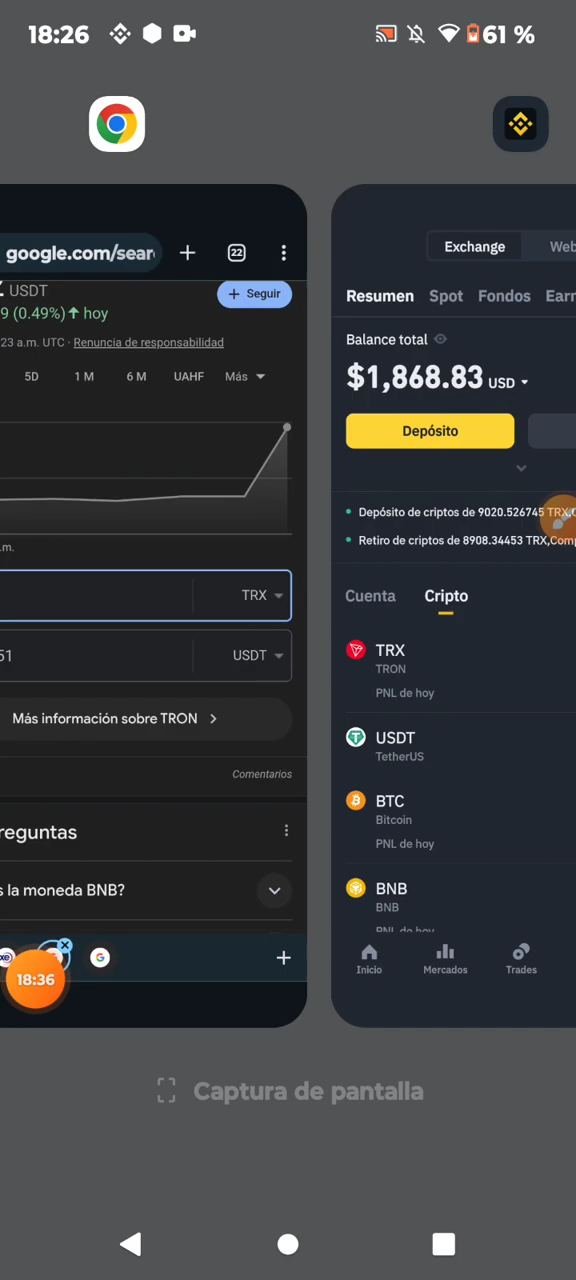 18:26
61 %
google.com/sear
22
USDT
9 (0.49%) hoy
+ Seguir
23 a.m. UTC · Renuncia de responsabilidad
5D 1 M 6 M UAHF Más
.m.
TRX
51 USDT
Más información sobre TRON
Comentarios
reguntas
s la moneda BNB?
18:36
Exchange Web
Resumen Spot Fondos Earr
Balance total
$1,868.83 USD
Depósito
Depósito de criptos de 9020.526745 TRX,C
Retiro de criptos de 8908.34453 TRX,Comp
Cuenta Cripto
TRX
TRON
PNL de hoy
USDT
TetherUS
BTC
Bitcoin
PNL de hoy
BNB
BNB
PNL de hoy
Inicio Mercados Trades
Captura de pantalla